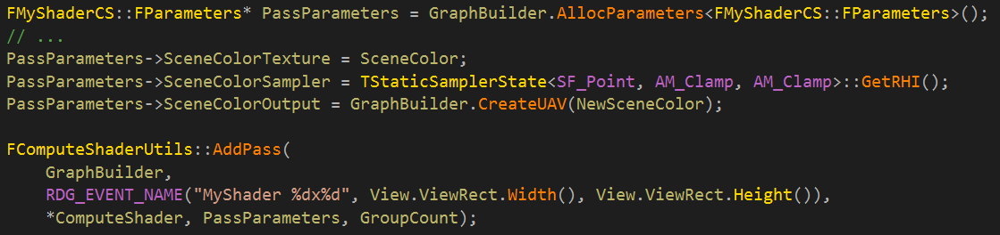 FMyShaderCS::FParameters* PassParameters = GraphBuilder.AllocParameters<FMyShaderCS::FParameters>();
// ...
PassParameters->SceneColorTexture = SceneColor;
PassParameters->SceneColorSampler = TStaticSamplerState<SF_Point, AM_Clamp, AM_Clamp>::GetRHI();
PassParameters->SceneColorOutput = GraphBuilder.CreateUAV(NewSceneColor);

FComputeShaderUtils::AddPass(
    GraphBuilder,
    RDG_EVENT_NAME("MyShader %dx%d", View.ViewRect.Width(), View.ViewRect.Height()),
    *ComputeShader, PassParameters, GroupCount);